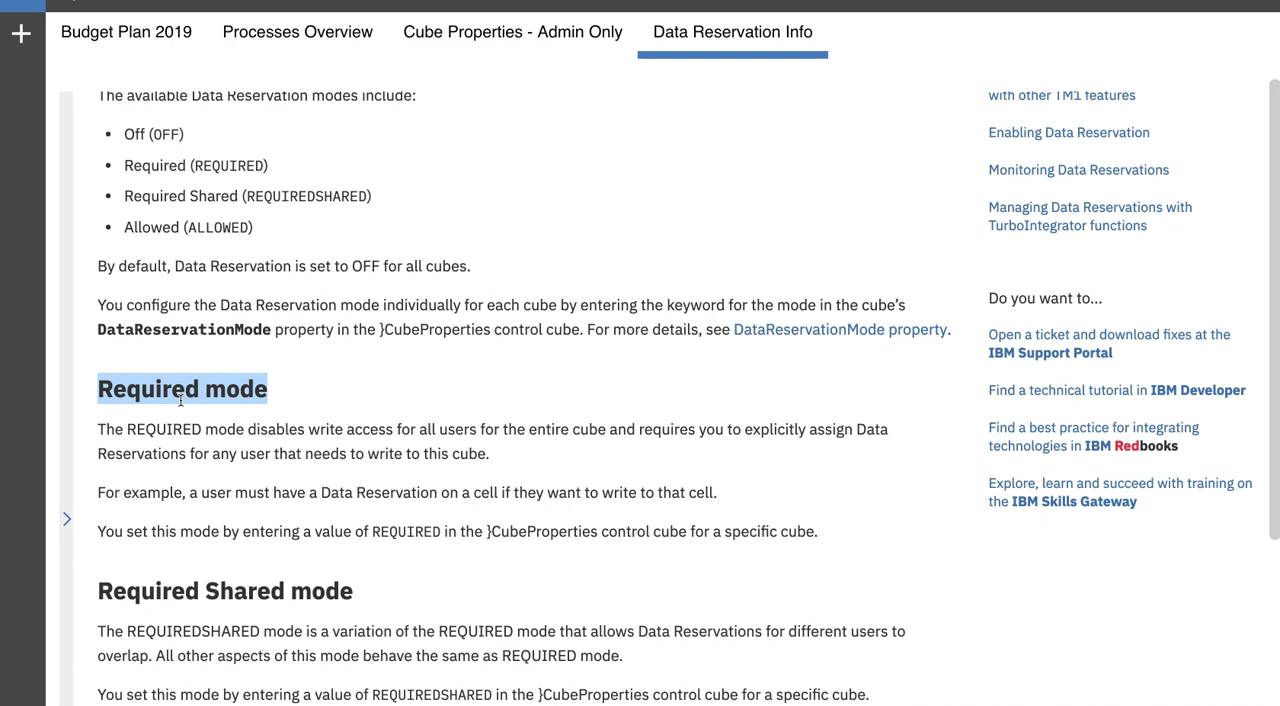 Budget Plan 2019
Processes Overview
Cube Properties - Admin Only
Data Reservation Info
The available Data Reservation modes include:
• Off (OFF)
• Required (REQUIRED)
• Required Shared (REQUIREDSHARED)
• Allowed (ALLOWED)
By default, Data Reservation is set to OFF for all cubes.
You configure the Data Reservation mode individually for each cube by entering the keyword for the mode in the cube’s
DataReservationMode property in the }CubeProperties control cube. For more details, see DataReservationMode property.
Required mode
The REQUIRED mode disables write access for all users for the entire cube and requires you to explicitly assign Data
Reservations for any user that needs to write to this cube.
For example, a user must have a Data Reservation on a cell if they want to write to that cell.
You set this mode by entering a value of REQUIRED in the }CubeProperties control cube for a specific cube.
Required Shared mode
The REQUIREDSHARED mode is a variation of the REQUIRED mode that allows Data Reservations for different users to
overlap. All other aspects of this mode behave the same as REQUIRED mode.
You set this mode by entering a value of REQUIREDSHARED in the }CubeProperties control cube for a specific cube.
with other TM1 features
Enabling Data Reservation
Monitoring Data Reservations
Managing Data Reservations with
TurboIntegrator functions
Do you want to...
Open a ticket and download fixes at the
IBM Support Portal
Find a technical tutorial in IBM Developer
Find a best practice for integrating
technologies in IBM Redbooks
Explore, learn and succeed with training on
the IBM Skills Gateway